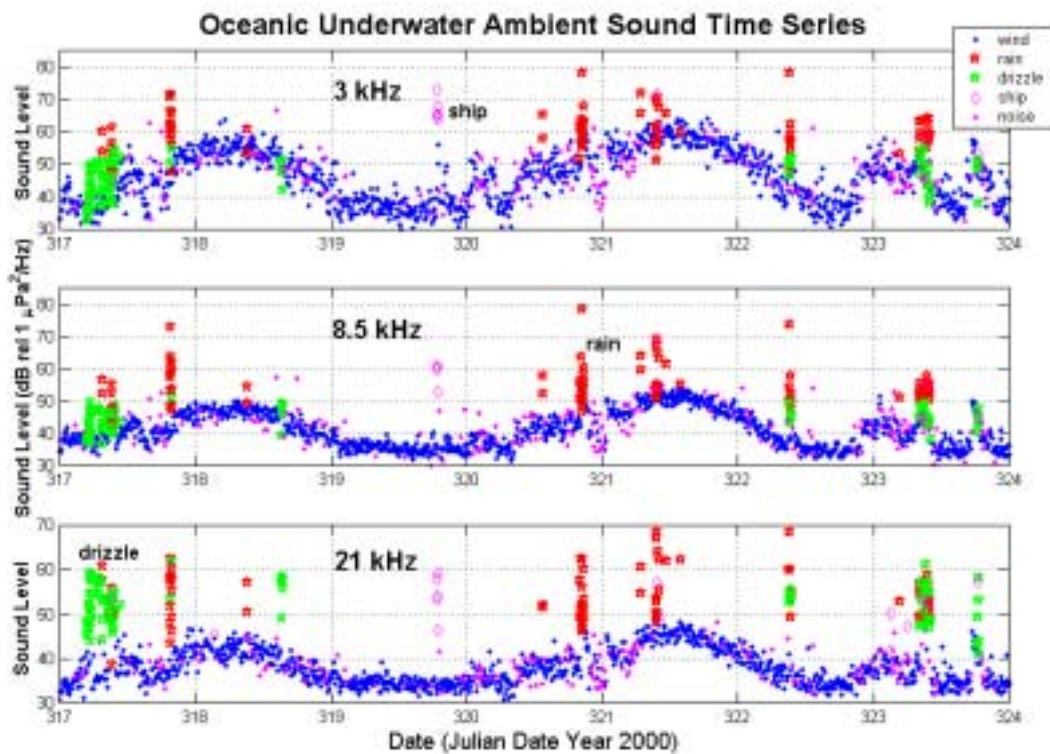 Oceanic Underwater Ambient Sound Time Series
wind
rain
drizzle
ship
noise
3 kHz
ship
Sound Level
80
70
60
50
40
30
317 318 319 320 321 322 323 324
8.5 kHz
rain
Sound Level (dB rel 1 μPa²/Hz)
80
70
60
50
40
30
317 318 319 320 321 322 323 324
drizzle
21 kHz
Sound Level
70
60
50
40
30
317 318 319 320 321 322 323 324
Date (Julian Date Year 2000)